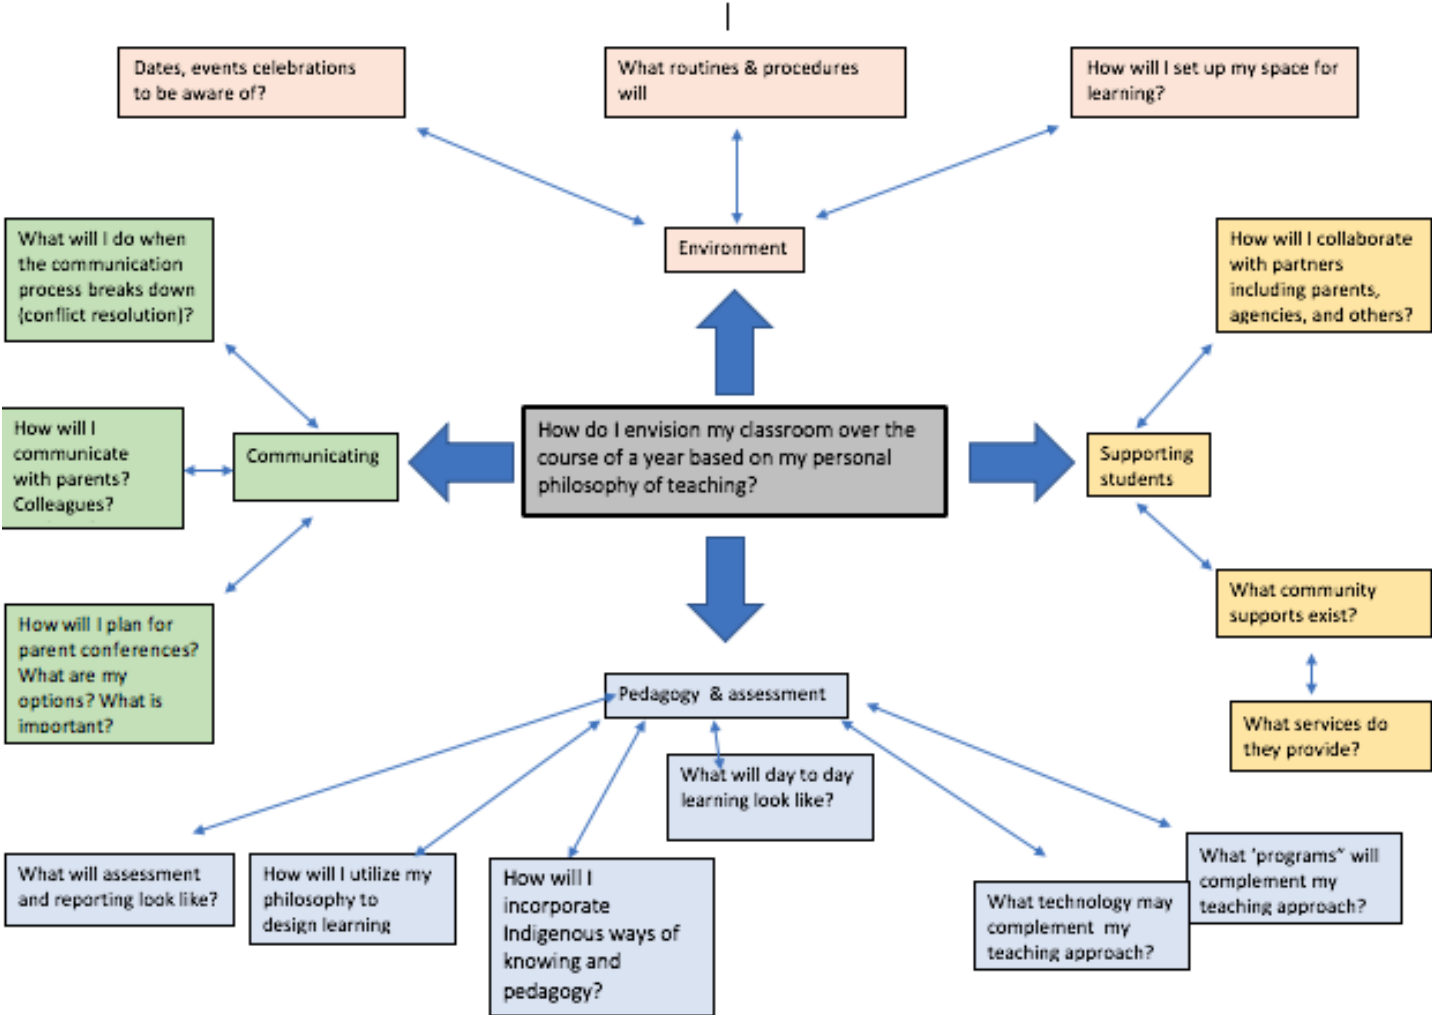 Dates, events celebrations
to be aware of?
What routines & procedures
will
How will I set up my space for
learning?
Environment
What will I do when
the communication
process breaks down
(conflict resolution)?
How will I collaborate
with partners
including parents,
agencies, and others?
How will I
communicate
with parents?
Colleagues?
Communicating
How do I envision my classroom over the
course of a year based on my personal
philosophy of teaching?
Supporting
students
How will I plan for
parent conferences?
What are my
options? What is
important?
What community
supports exist?
What services do
they provide?
Pedagogy & assessment
What will day to day
learning look like?
What will assessment
and reporting look like?
How will I utilize my
philosophy to
design learning
How will I
incorporate
Indigenous ways of
knowing and
pedagogy?
What technology may
complement my
teaching approach?
What ‘programs” will
complement my
teaching approach?